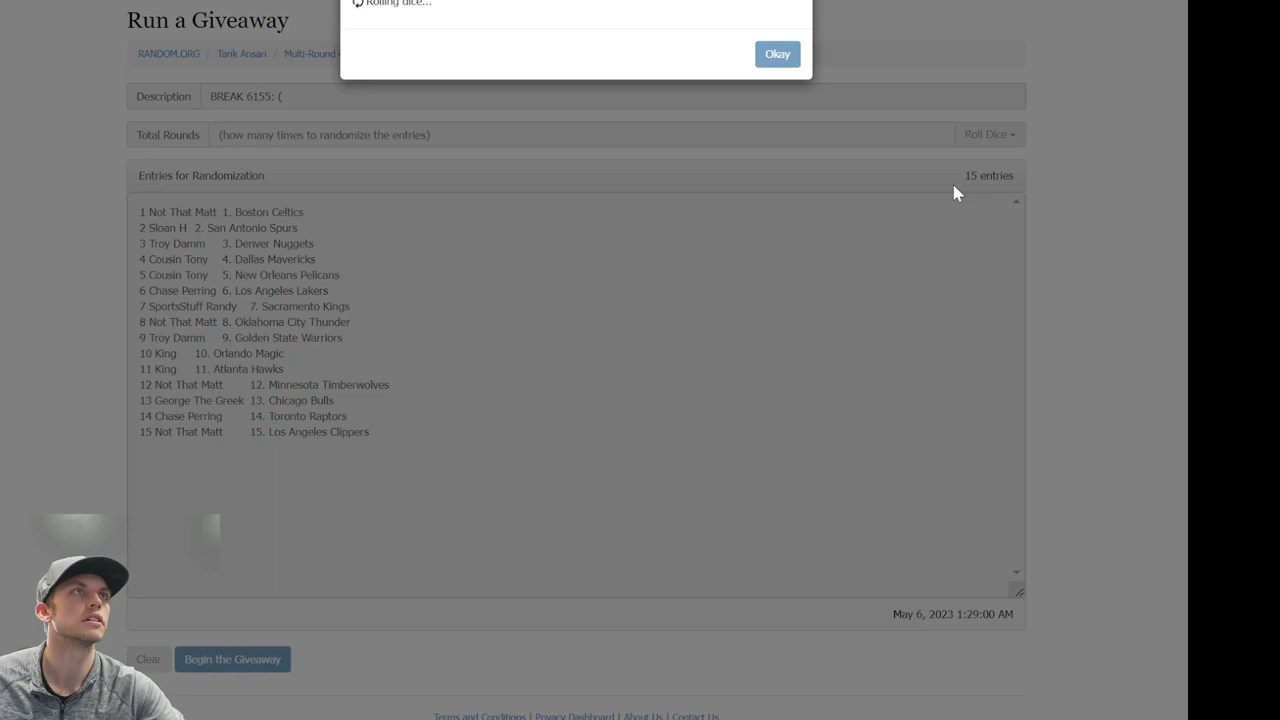 Run a Giveaway
Rolling dice...
Okay
RANDOM.ORG / Tarik Ansari / Multi-Round
Description BREAK 6155: (
Total Rounds (how many times to randomize the entries) Roll Dice
Entries for Randomization 15 entries
1 Not That Matt 1. Boston Celtics
2 Sloan H 2. San Antonio Spurs
3 Troy Damm 3. Denver Nuggets
4 Cousin Tony 4. Dallas Mavericks
5 Cousin Tony 5. New Orleans Pelicans
6 Chase Perring 6. Los Angeles Lakers
7 SportsStuff Randy 7. Sacramento Kings
8 Not That Matt 8. Oklahoma City Thunder
9 Troy Damm 9. Golden State Warriors
10 King 10. Orlando Magic
11 King 11. Atlanta Hawks
12 Not That Matt 12. Minnesota Timberwolves
13 George The Greek 13. Chicago Bulls
14 Chase Perring 14. Toronto Raptors
15 Not That Matt 15. Los Angeles Clippers
May 6, 2023 1:29:00 AM
Clear Begin the Giveaway
Terms and Conditions | Privacy Dashboard | About Us | Contact Us